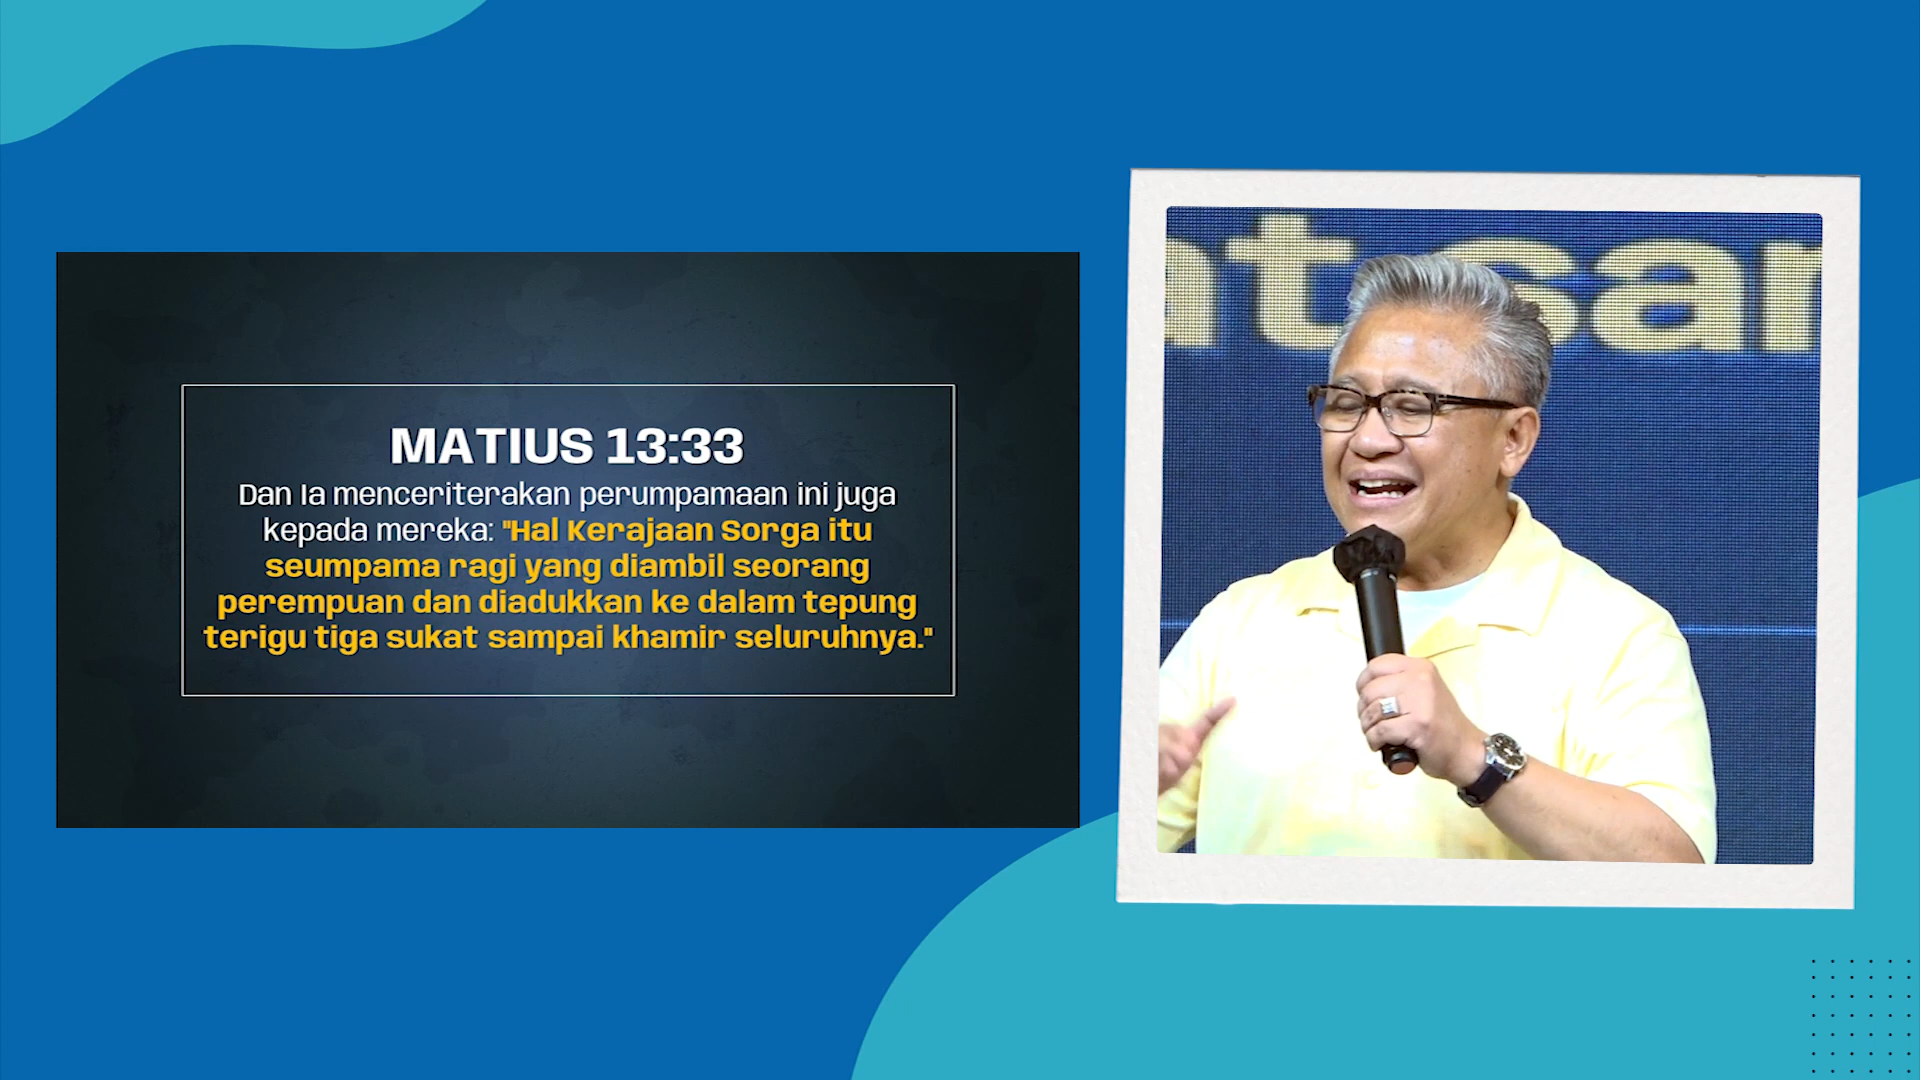 MATIUS 13:33
Dan Ia menceriterakan perumpamaan ini juga
kepada mereka: "Hal Kerajaan Sorga itu
seumpama ragi yang diambil seorang
perempuan dan diadukkan ke dalam tepung
terigu tiga sukat sampai khamir seluruhnya."